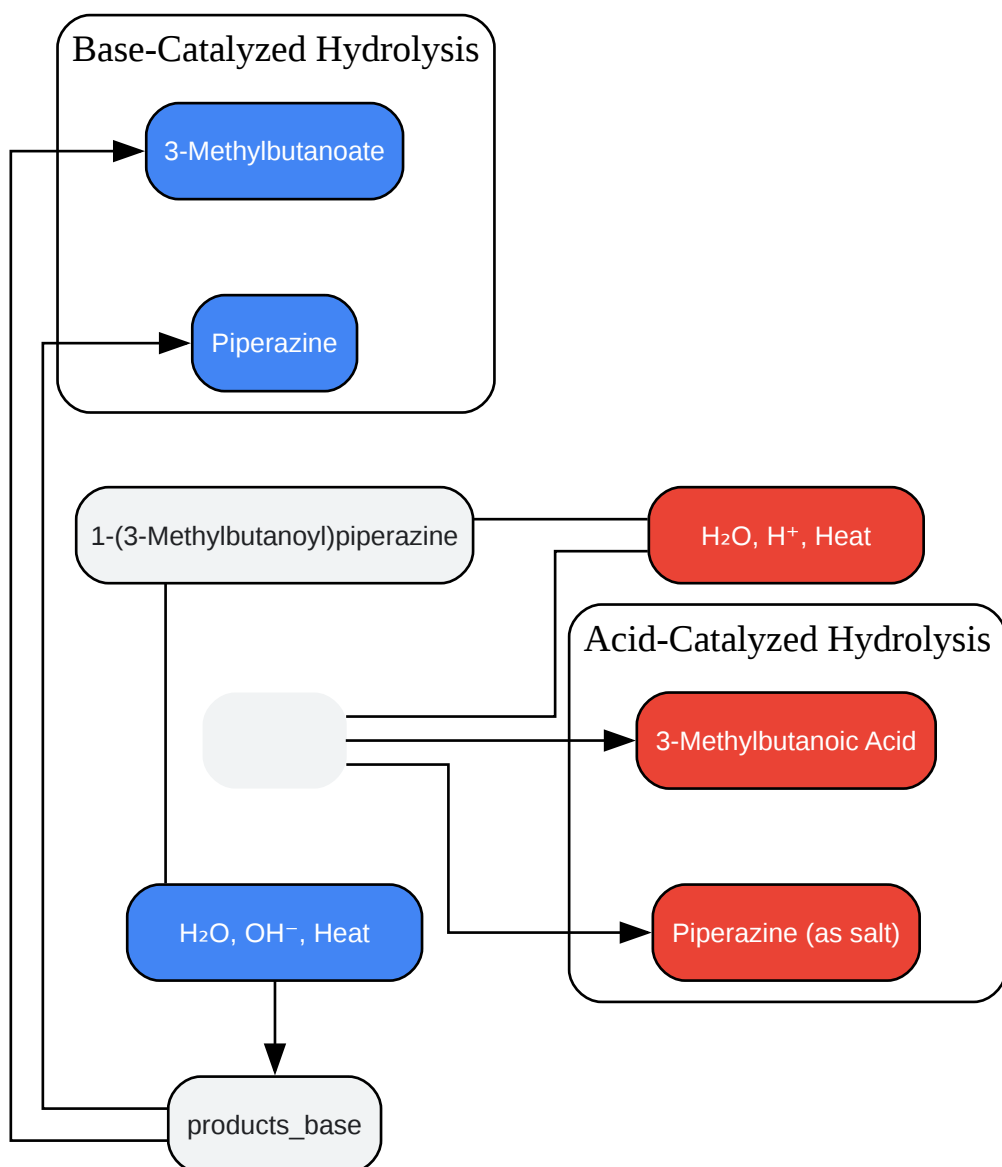 Base-Catalyzed Hydrolysis
3-Methylbutanoate
Piperazine
1-(3-Methylbutanoyl)piperazine
H₂O, H⁺, Heat
Acid-Catalyzed Hydrolysis
3-Methylbutanoic Acid
Piperazine (as salt)
H₂O, OH⁻, Heat
products_base